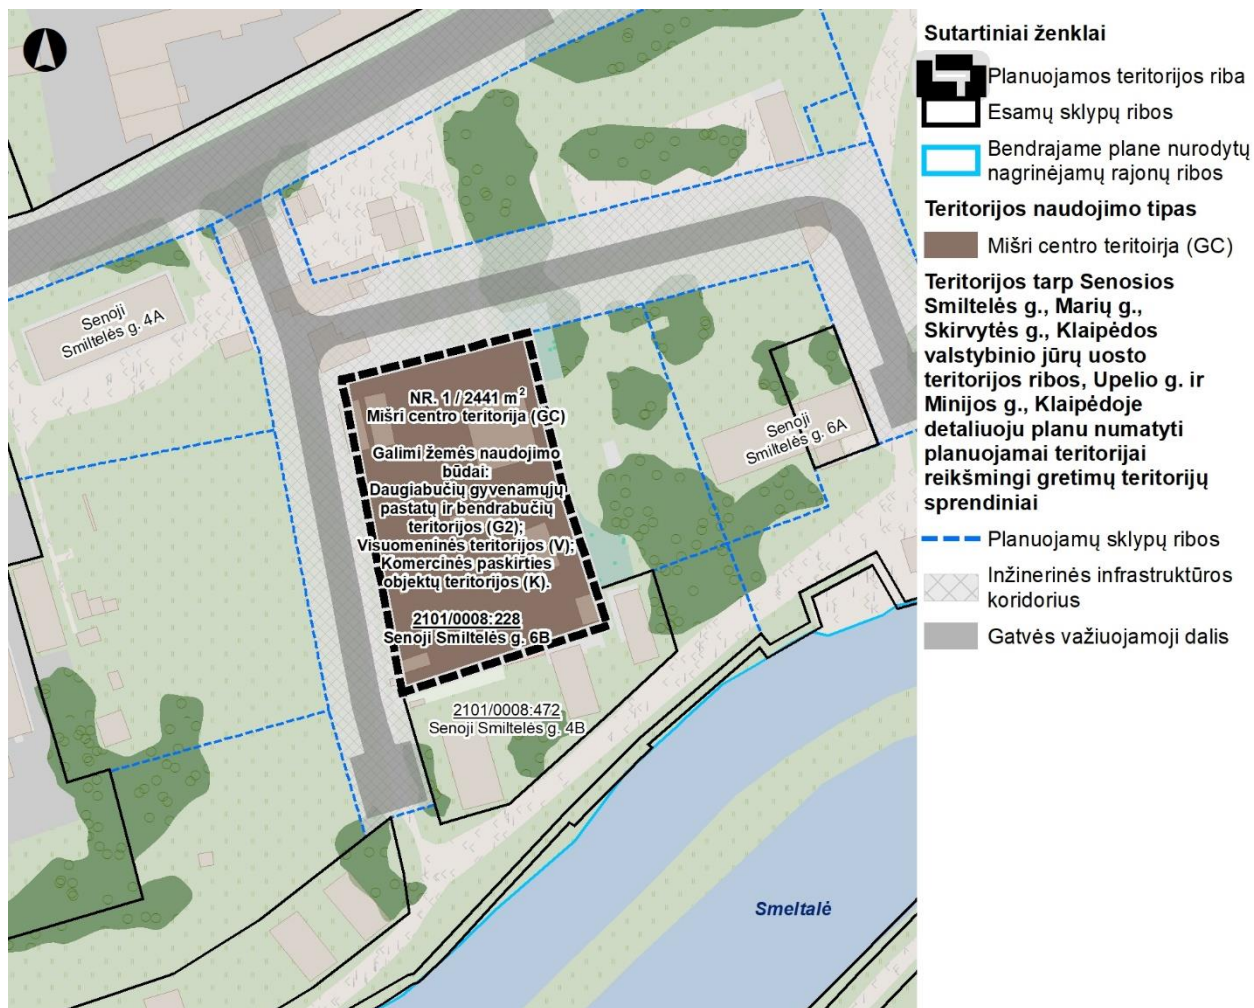 Senoji
Smiltelės g. 4A
NR. 1 / 2441 m²
Mišri centro teritorija (GC)
Galimi žemės naudojimo
būdai:
Daugiabučių gyvenamųjų
pastatų ir bendrabučių
teritorijos (G2);
Visuomeninės teritorijos (V);
Komercinės paskirties
objektų teritorijos (K).
2101/0008:228
Senoji Smiltelės g. 6B
Senoji
Smiltelės g. 6A
2101/0008:472
Senoji Smiltelės g. 4B
Smeltalė
Sutartiniai ženklai
Planuojamos teritorijos riba
Esamų sklypų ribos
Bendrajame plane nurodytų
nagrinėjamų rajonų ribos
Teritorijos naudojimo tipas
Mišri centro teritoirja (GC)
Teritorijos tarp Senosios
Smiltelės g., Marių g.,
Skirvytės g., Klaipėdos
valstybinio jūrų uosto
teritorijos ribos, Upelio g. ir
Minijos g., Klaipėdoje
detaliuoju planu numatyti
planuojamai teritorijai
reikšmingi gretimų teritorijų
sprendiniai
Planuojamų sklypų ribos
Inžinerinės infrastruktūros
koridorius
Gatvės važiuojamoji dalis